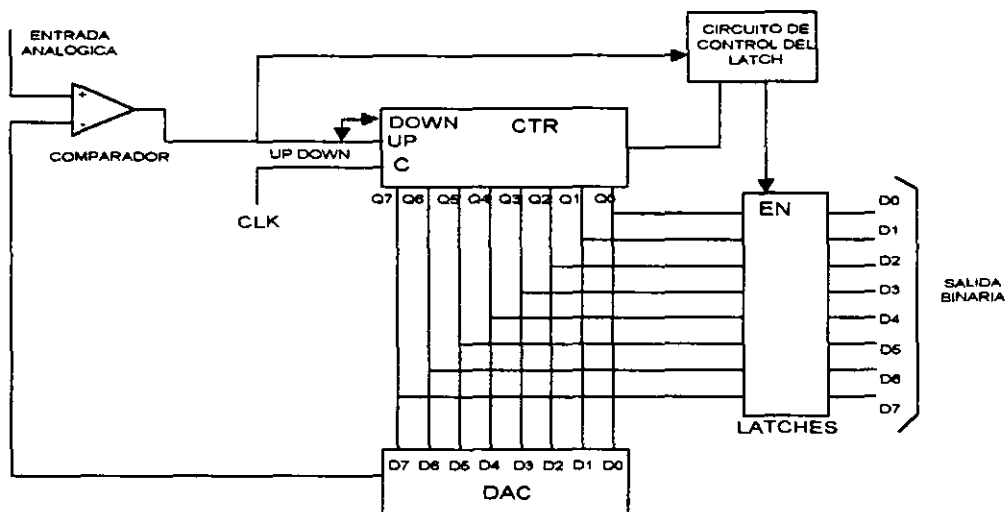 ENTRADA
ANALÓGICA
+
-
COMPARADOR
CIRCUITO DE
CONTROL DEL
LATCH
DOWN CTR
UP
C
UP DOWN
CLK
Q7 Q6 Q5 Q4 Q3 Q2 Q1 Q0
EN
D0
D1
D2
D3
D4
D5
D6
D7
SALIDA
BINARIA
LATCHES
D7 D6 D5 D4 D3 D2 D1 D0
DAC